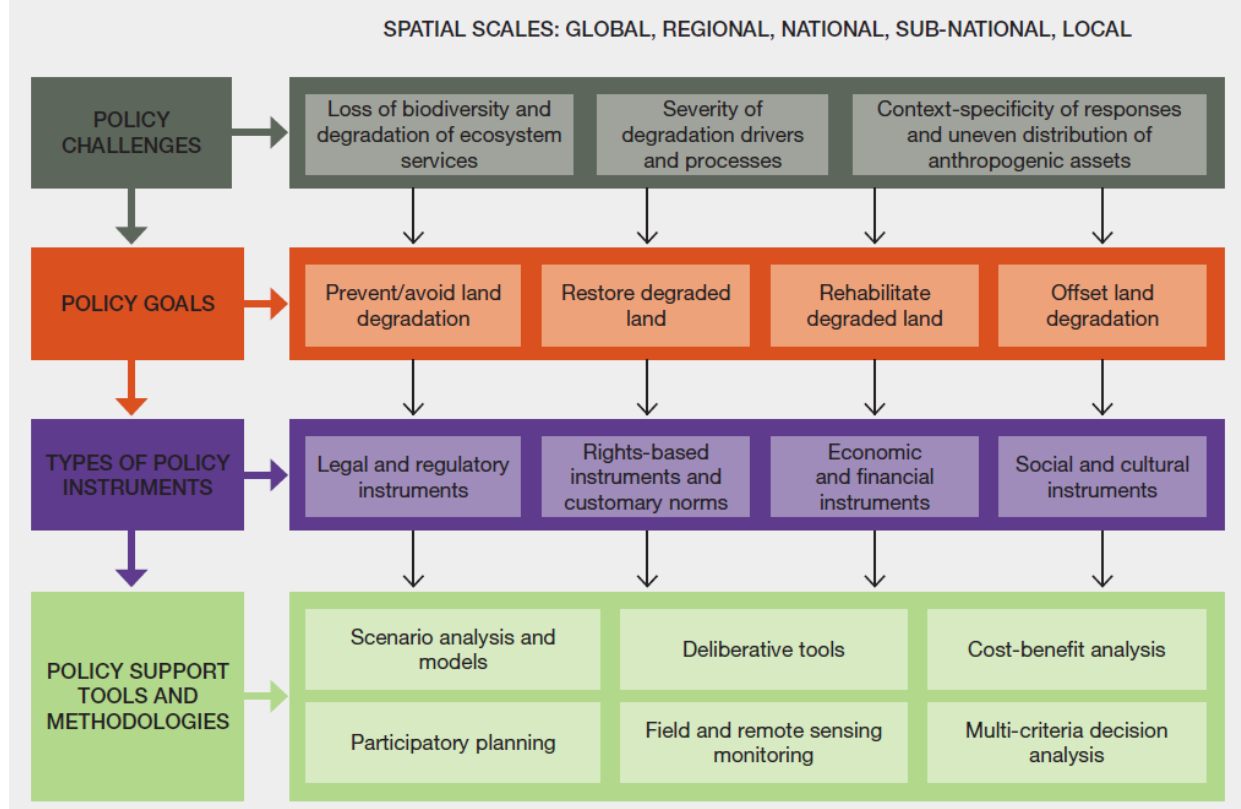 SPATIAL SCALES: GLOBAL, REGIONAL, NATIONAL, SUB-NATIONAL, LOCAL
POLICY
CHALLENGES
Loss of biodiversity and
degradation of ecosystem
services
Severity of
degradation drivers
and processes
Context-specificity of responses
and uneven distribution of
anthropogenic assets
POLICY GOALS
Prevent/avoid land
degradation
Restore degraded
land
Rehabilitate
degraded land
Offset land
degradation
TYPES OF POLICY
INSTRUMENTS
Legal and regulatory
instruments
Rights-based
instruments and
customary norms
Economic
and financial
instruments
Social and cultural
instruments
POLICY SUPPORT
TOOLS AND
METHODOLOGIES
Scenario analysis and
models
Deliberative tools
Cost-benefit analysis
Participatory planning
Field and remote sensing
monitoring
Multi-criteria decision
analysis